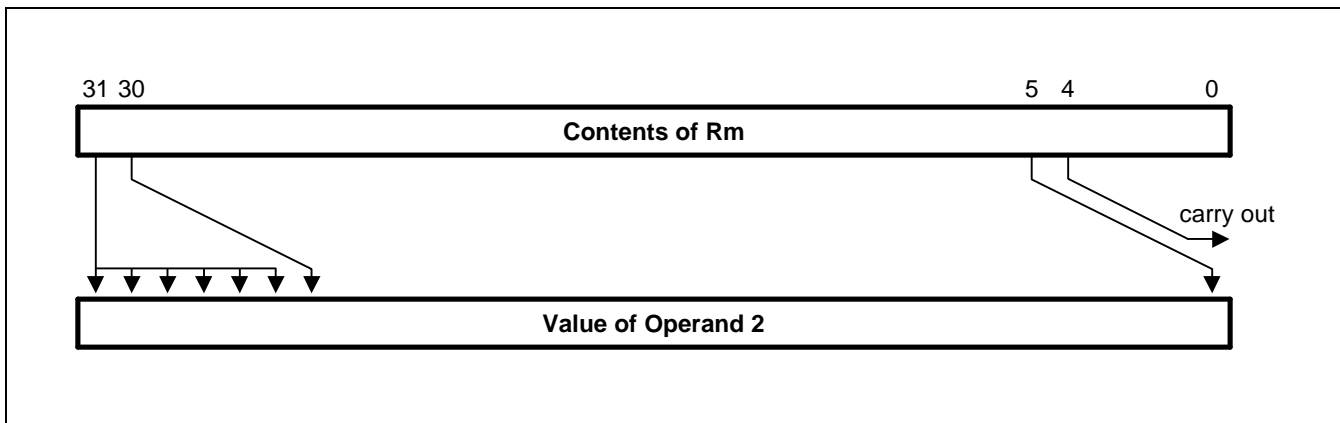 31 30 5 4 0
Contents of Rm
carry out
Value of Operand 2